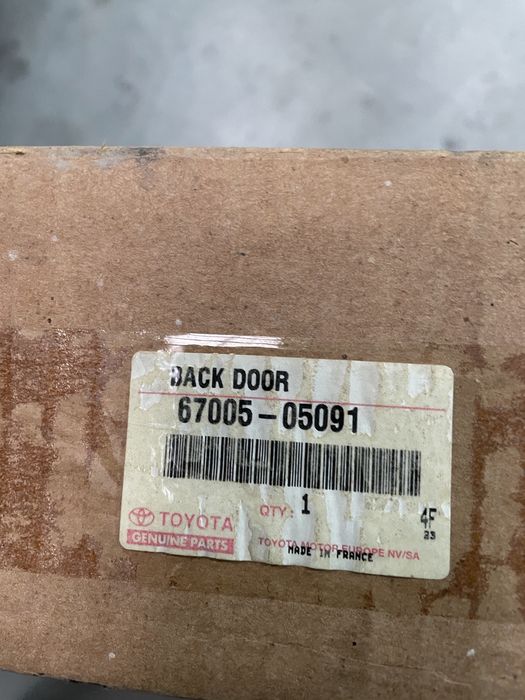 BACK DOOR
67005-05091
QTY: 1
4F
23
TOYOTA
GENUINE PARTS
TOYOTA MOTOR EUROPE NV/SA
MADE IN FRANCE